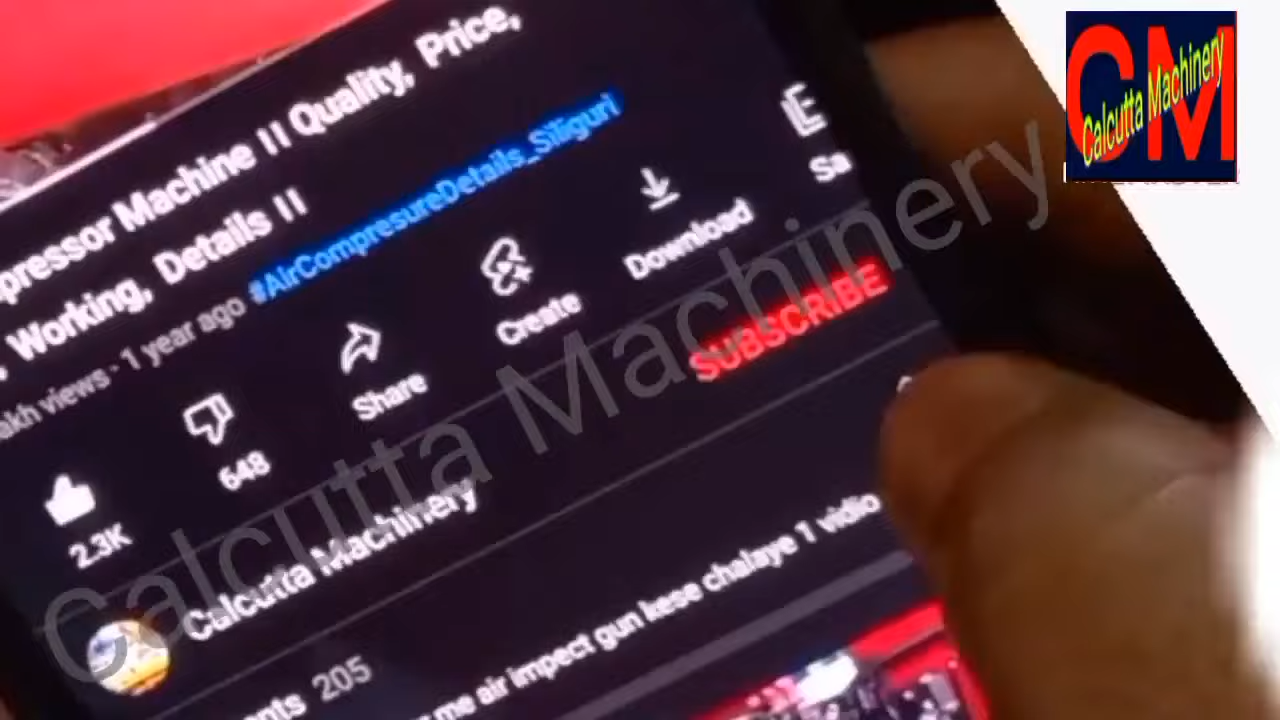 CM
Calcutta Machinery
pressor Machine II Quality, Price,
Working, Details II
akh views · 1 year ago #AirCompresureDetails_Siliguri
2.3K
648
Share
Create
Download
Sa
Calcutta Machinery
SUBSCRIBE
Calcutta Machinery
ents 205
me air impect gun kese chalaye 1 vidio